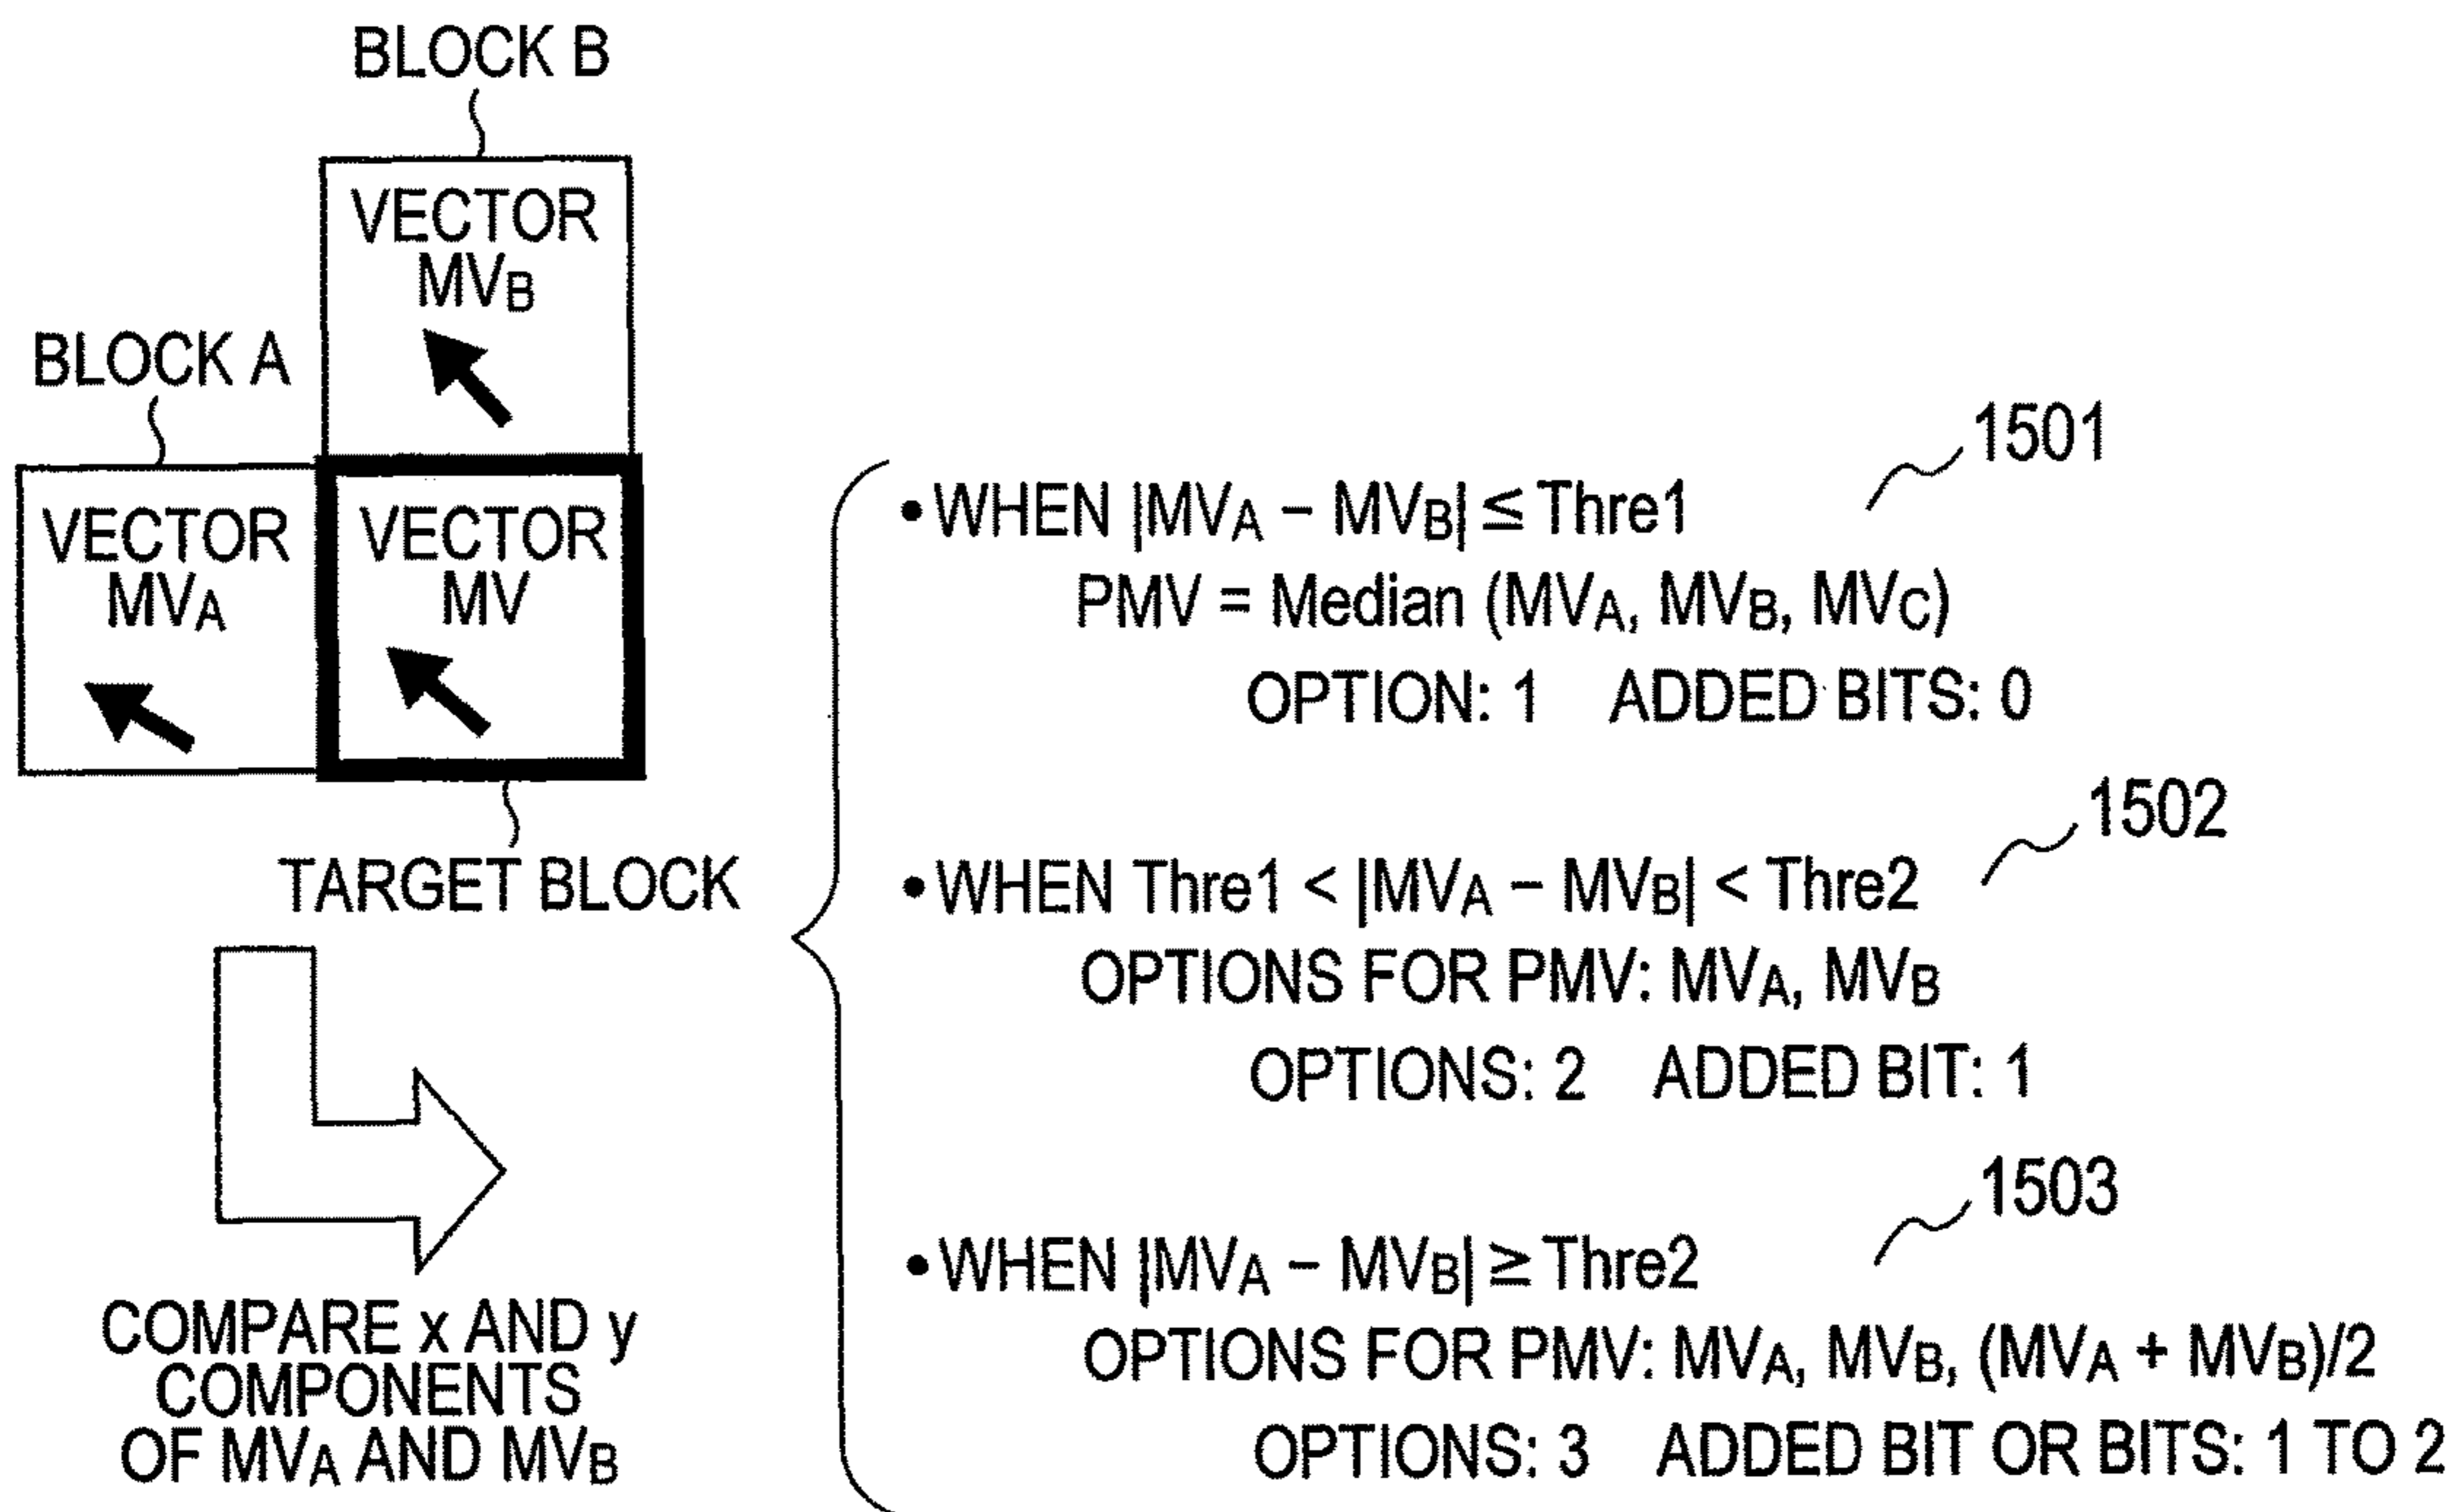 BLOCK B
VECTOR
MVB
BLOCK A
VECTOR
MVA
VECTOR
MV
TARGET BLOCK
COMPARE x AND y
COMPONENTS
OF MVA AND MVB
1501
•WHEN |MVA − MVB| ≤ Thre1
PMV = Median (MVA, MVB, MVC)
OPTION: 1 ADDED BITS: 0
1502
•WHEN Thre1 < |MVA − MVB| < Thre2
OPTIONS FOR PMV: MVA, MVB
OPTIONS: 2 ADDED BIT: 1
1503
•WHEN |MVA − MVB| ≥ Thre2
OPTIONS FOR PMV: MVA, MVB, (MVA + MVB)/2
OPTIONS: 3 ADDED BIT OR BITS: 1 TO 2